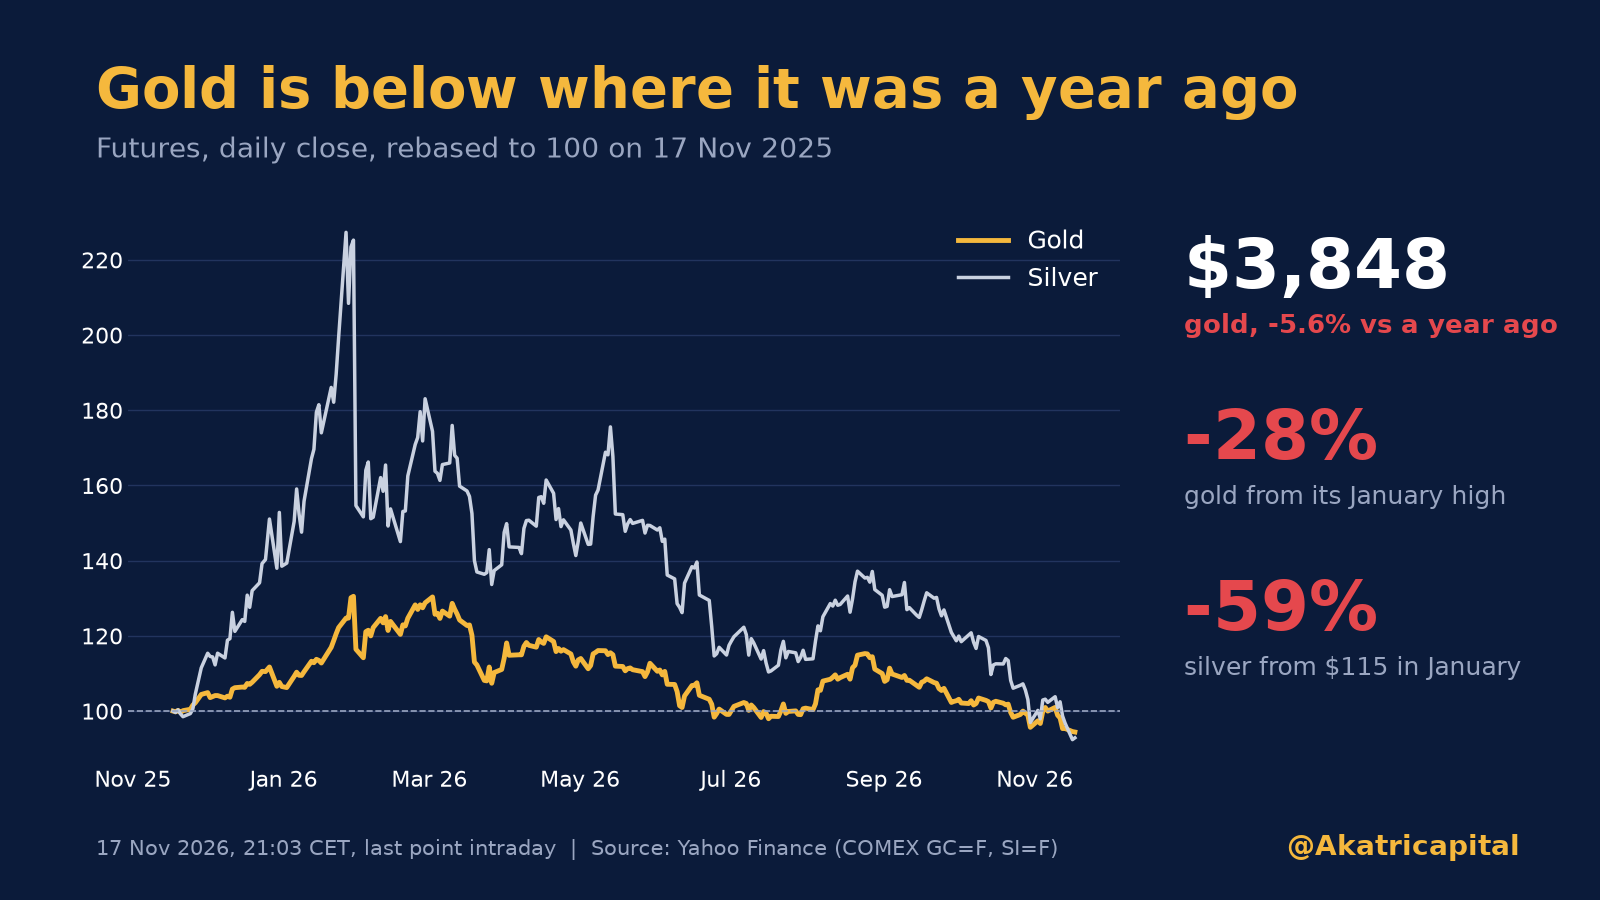 Gold is below where it was a year ago
Futures, daily close, rebased to 100 on 17 Nov 2025
Gold
Silver
220
200
180
160
140
120
100
Nov 25
Jan 26
Mar 26
May 26
Jul 26
Sep 26
Nov 26
$3,848
gold, -5.6% vs a year ago
-28%
gold from its January high
-59%
silver from $115 in January
17 Nov 2026, 21:03 CET, last point intraday | Source: Yahoo Finance (COMEX GC=F, SI=F)
@Akatricapital